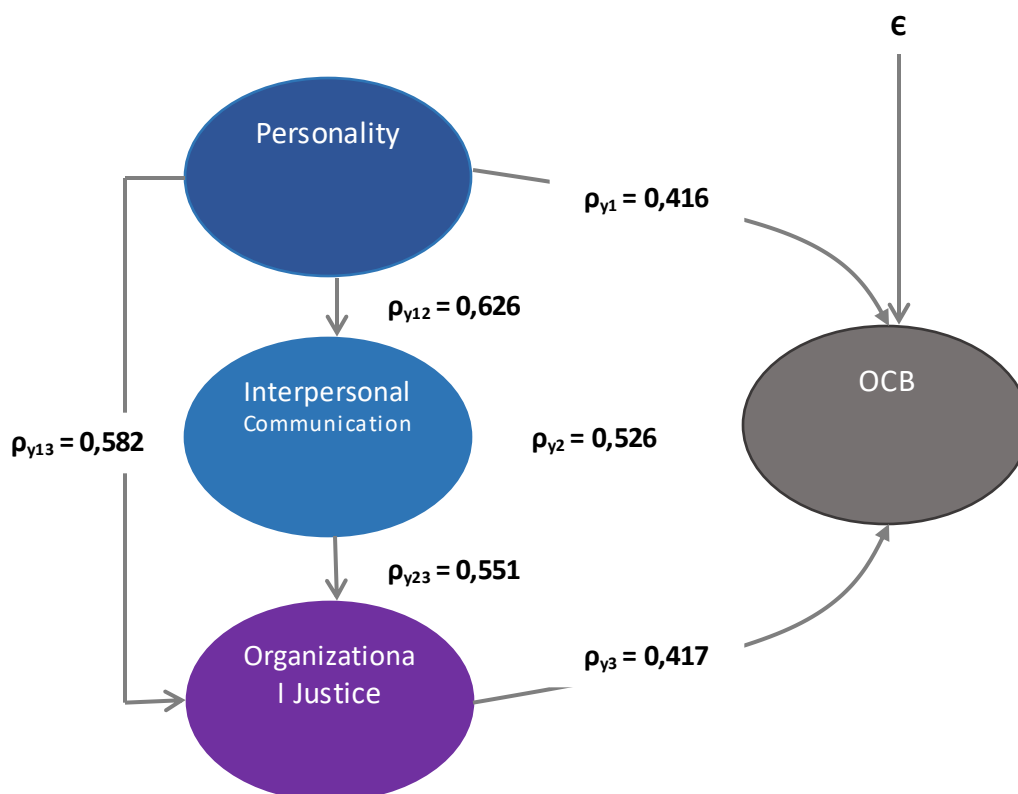 ϵ
Personality
ρy1 = 0,416
ρy12 = 0,626
Interpersonal
Communication
OCB
ρy13 = 0,582
ρy2 = 0,526
ρy23 = 0,551
Organizationa
l Justice
ρy3 = 0,417